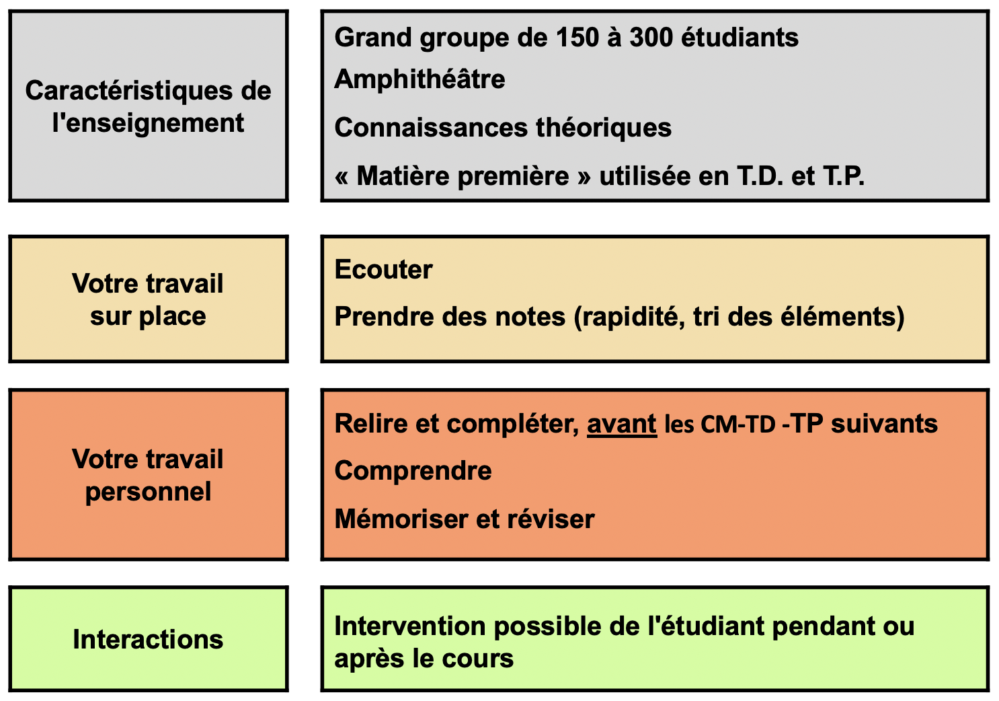 Caractéristiques de
l'enseignement
Grand groupe de 150 à 300 étudiants
Amphithéâtre
Connaissances théoriques
« Matière première » utilisée en T.D. et T.P.
Votre travail
sur place
Ecouter
Prendre des notes (rapidité, tri des éléments)
Votre travail
personnel
Relire et compléter, avant les CM-TD -TP suivants
Comprendre
Mémoriser et réviser
Interactions
Intervention possible de l'étudiant pendant ou
après le cours